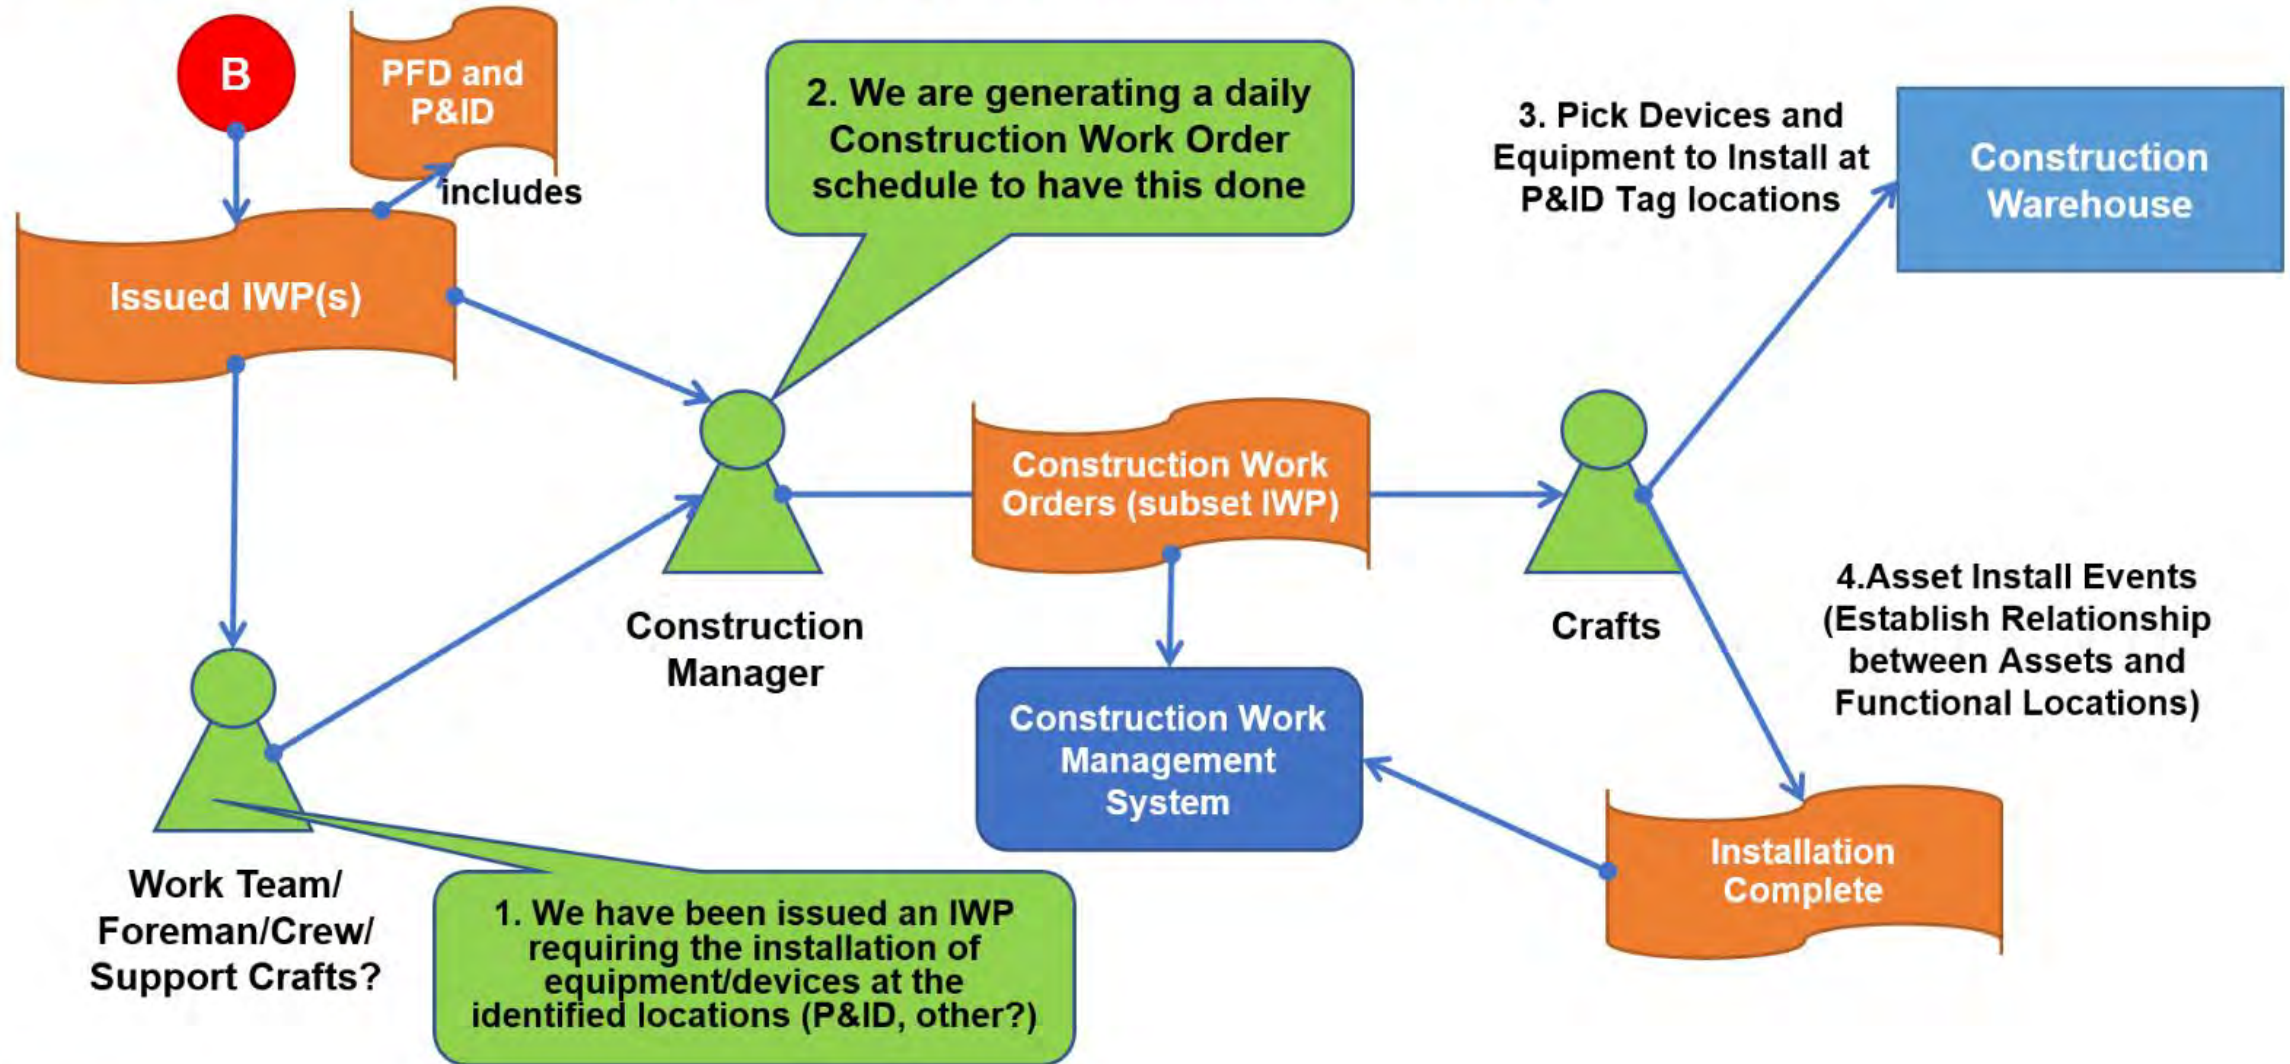 B
PFD and
P&ID
includes
Issued IWP(s)
2. We are generating a daily
Construction Work Order
schedule to have this done
3. Pick Devices and
Equipment to Install at
P&ID Tag locations
Construction
Warehouse
Construction
Manager
Construction Work
Orders (subset IWP)
Crafts
Construction Work
Management
System
4.Asset Install Events
(Establish Relationship
between Assets and
Functional Locations)
Installation
Complete
Work Team/
Foreman/Crew/
Support Crafts?
1. We have been issued an IWP
requiring the installation of
equipment/devices at the
identified locations (P&ID, other?)